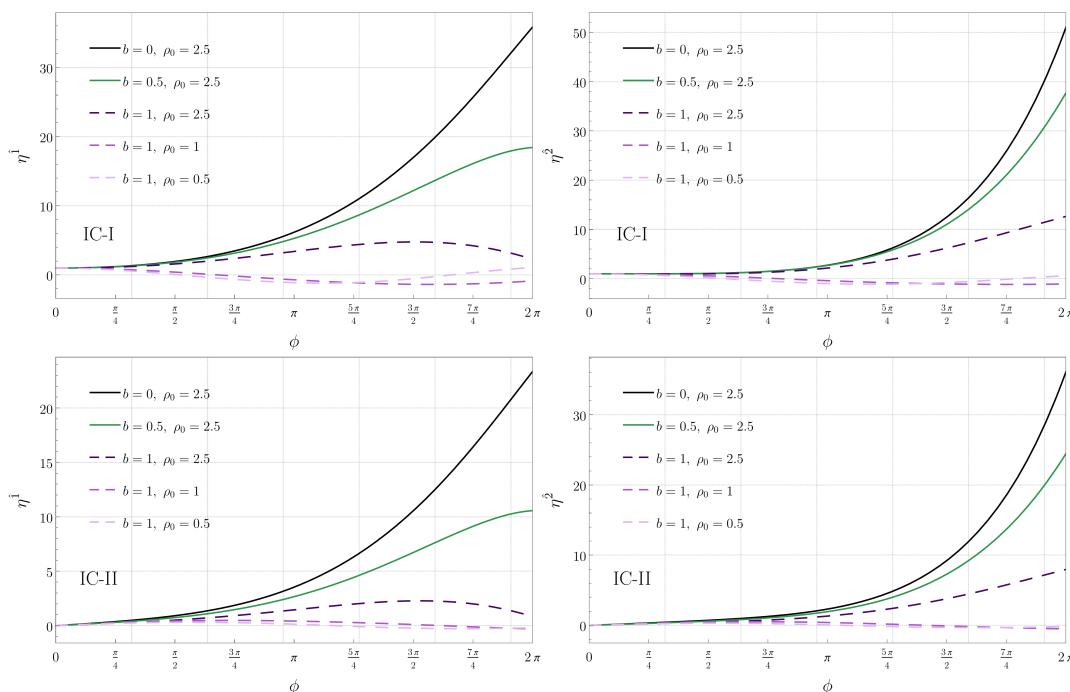 η^1̂
30
20
10
0
b = 0, ρ₀ = 2.5
b = 0.5, ρ₀ = 2.5
b = 1, ρ₀ = 2.5
b = 1, ρ₀ = 1
b = 1, ρ₀ = 0.5
IC-I
0 π/4 π/2 3π/4 π 5π/4 3π/2 7π/4 2π
ϕ
η^2̂
50
40
30
20
10
0
b = 0, ρ₀ = 2.5
b = 0.5, ρ₀ = 2.5
b = 1, ρ₀ = 2.5
b = 1, ρ₀ = 1
b = 1, ρ₀ = 0.5
IC-I
0 π/4 π/2 3π/4 π 5π/4 3π/2 7π/4 2π
ϕ
η^1̂
20
15
10
5
0
b = 0, ρ₀ = 2.5
b = 0.5, ρ₀ = 2.5
b = 1, ρ₀ = 2.5
b = 1, ρ₀ = 1
b = 1, ρ₀ = 0.5
IC-II
0 π/4 π/2 3π/4 π 5π/4 3π/2 7π/4 2π
ϕ
η^2̂
30
20
10
0
b = 0, ρ₀ = 2.5
b = 0.5, ρ₀ = 2.5
b = 1, ρ₀ = 2.5
b = 1, ρ₀ = 1
b = 1, ρ₀ = 0.5
IC-II
0 π/4 π/2 3π/4 π 5π/4 3π/2 7π/4 2π
ϕ